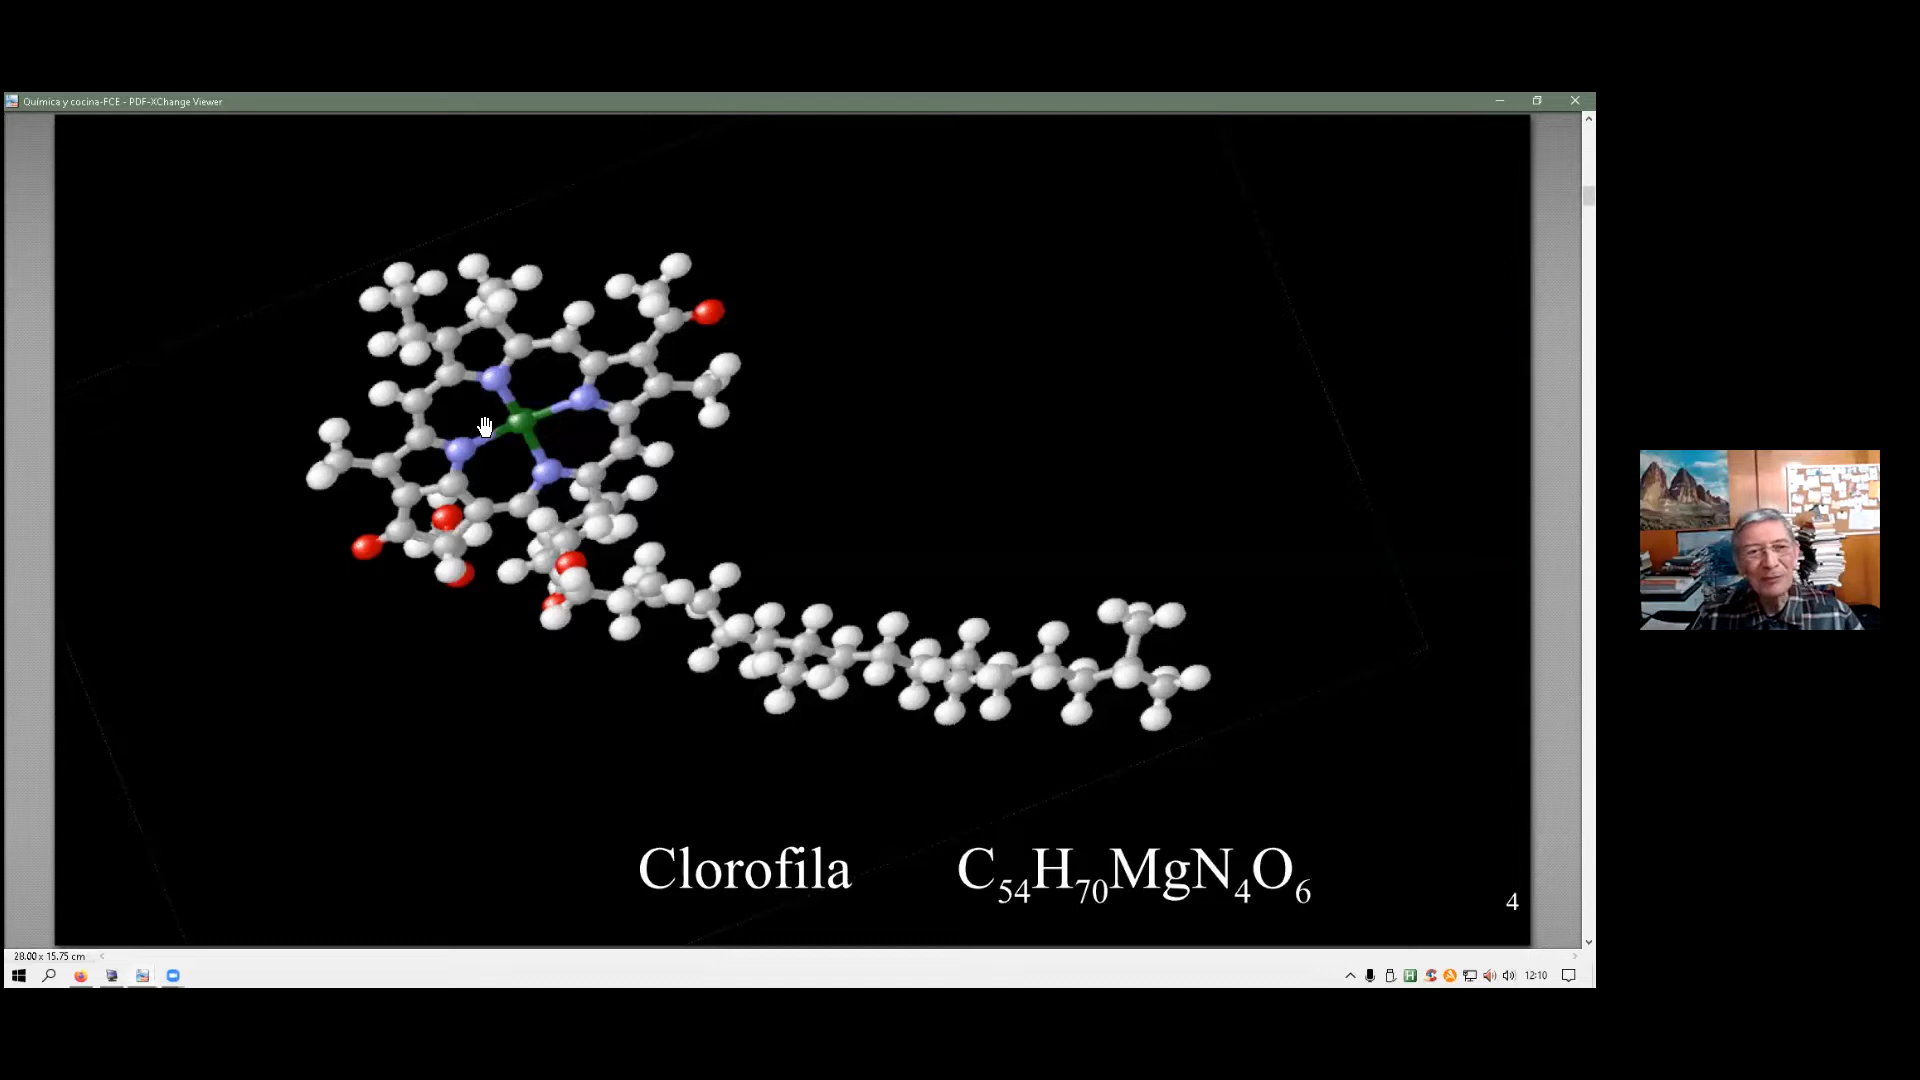 Química y cocina-FCE - PDF-XChange Viewer
Clorofila C₅₄H₇₀MgN₄O₆
4
28.00 x 15.75 cm
12:10